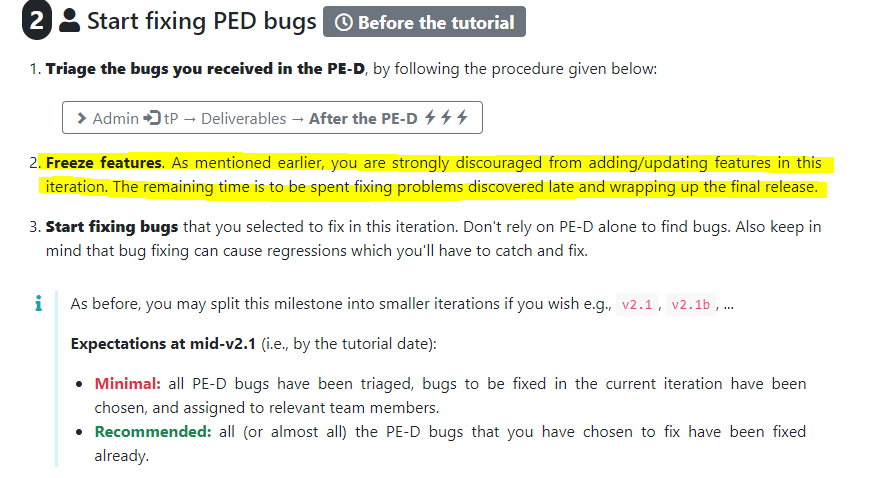 2 Start fixing PED bugs Before the tutorial
1. Triage the bugs you received in the PE-D, by following the procedure given below:
Admin tP → Deliverables → After the PE-D
2. Freeze features. As mentioned earlier, you are strongly discouraged from adding/updating features in this
iteration. The remaining time is to be spent fixing problems discovered late and wrapping up the final release.
3. Start fixing bugs that you selected to fix in this iteration. Don't rely on PE-D alone to find bugs. Also keep in
mind that bug fixing can cause regressions which you'll have to catch and fix.
As before, you may split this milestone into smaller iterations if you wish e.g., v2.1 , v2.1b , ...
Expectations at mid-v2.1 (i.e., by the tutorial date):
• Minimal: all PE-D bugs have been triaged, bugs to be fixed in the current iteration have been
chosen, and assigned to relevant team members.
• Recommended: all (or almost all) the PE-D bugs that you have chosen to fix have been fixed
already.